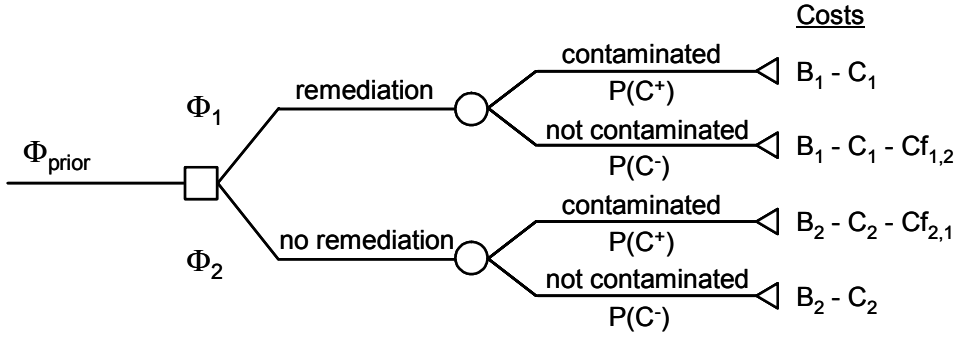 Costs
contaminated
B₁ - C₁
P(C⁺)
remediation
Φ₁
not contaminated
B₁ - C₁ - Cf₁,₂
P(C⁻)
Φprior
contaminated
B₂ - C₂ - Cf₂,₁
P(C⁺)
no remediation
Φ₂
not contaminated
B₂ - C₂
P(C⁻)